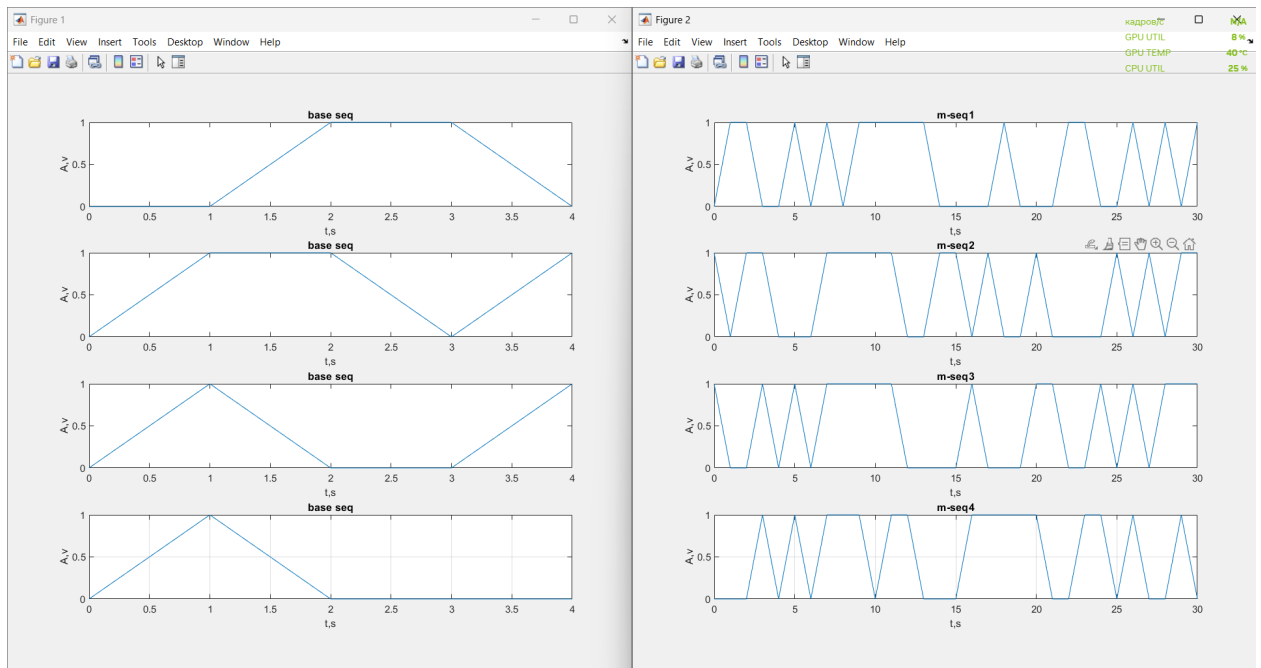 Figure 1
File Edit View Insert Tools Desktop Window Help
base seq
1
0.5
0
A,v
0 0.5 1 1.5 2 2.5 3 3.5 4
t,s
base seq
1
0.5
0
A,v
0 0.5 1 1.5 2 2.5 3 3.5 4
t,s
base seq
1
0.5
0
A,v
0 0.5 1 1.5 2 2.5 3 3.5 4
t,s
base seq
1
0.5
0
A,v
0 0.5 1 1.5 2 2.5 3 3.5 4
t,s
Figure 2
File Edit View Insert Tools Desktop Window Help
кадров/с N/A
GPU UTIL 8 %
GPU TEMP 40 °C
CPU UTIL 25 %
m-seq1
1
0.5
0
A,v
0 5 10 15 20 25 30
t,s
m-seq2
1
0.5
0
A,v
0 5 10 15 20 25 30
t,s
m-seq3
1
0.5
0
A,v
0 5 10 15 20 25 30
t,s
m-seq4
1
0.5
0
A,v
0 5 10 15 20 25 30
t,s